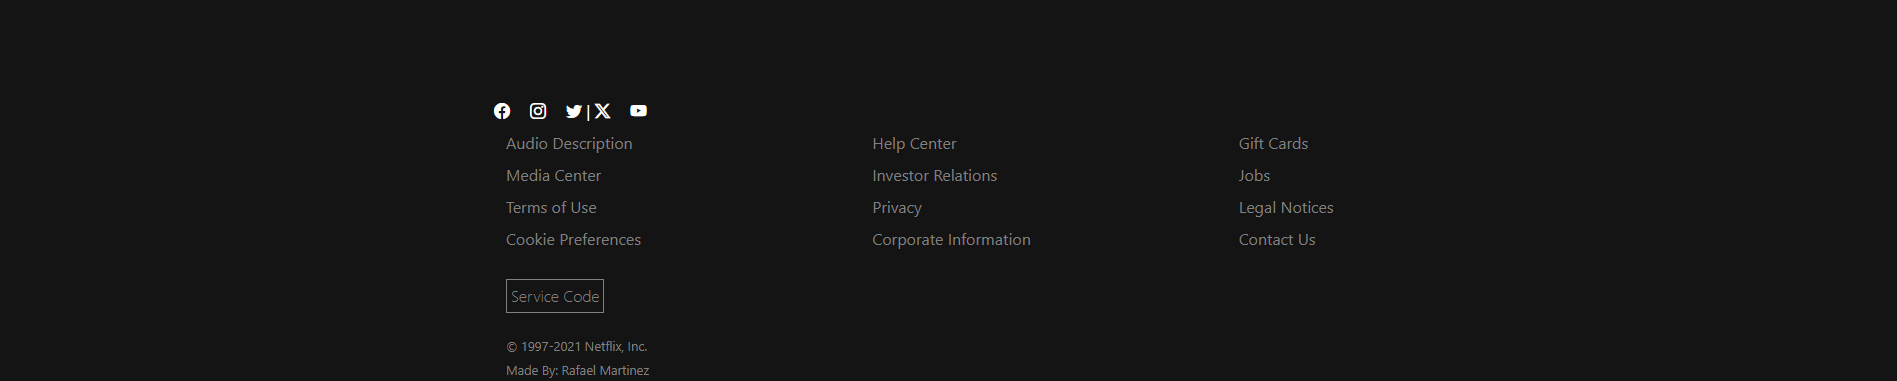 |
Audio Description Help Center Gift Cards
Media Center Investor Relations Jobs
Terms of Use Privacy Legal Notices
Cookie Preferences Corporate Information Contact Us
Service Code
© 1997-2021 Netflix, Inc.
Made By: Rafael Martinez